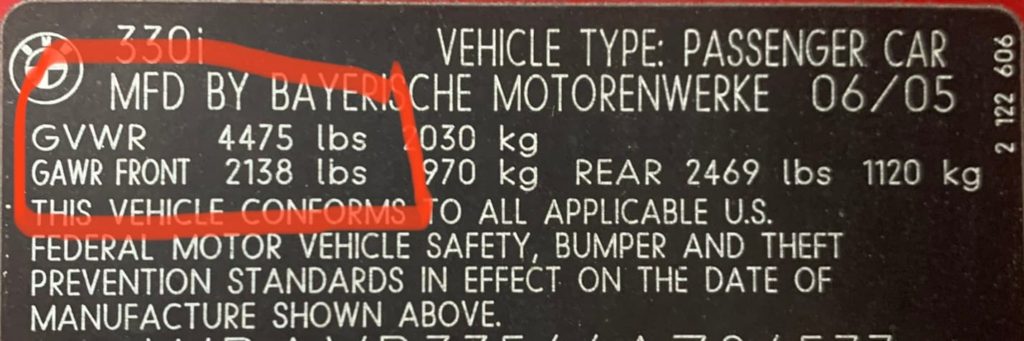 330i VEHICLE TYPE: PASSENGER CAR
MFD BY BAYERISCHE MOTORENWERKE 06/05
GVWR 4475 lbs 2030 kg
GAWR FRONT 2138 lbs 970 kg REAR 2469 lbs 1120 kg
THIS VEHICLE CONFORMS TO ALL APPLICABLE U.S.
FEDERAL MOTOR VEHICLE SAFETY, BUMPER AND THEFT
PREVENTION STANDARDS IN EFFECT ON THE DATE OF
MANUFACTURE SHOWN ABOVE.
2 122 606